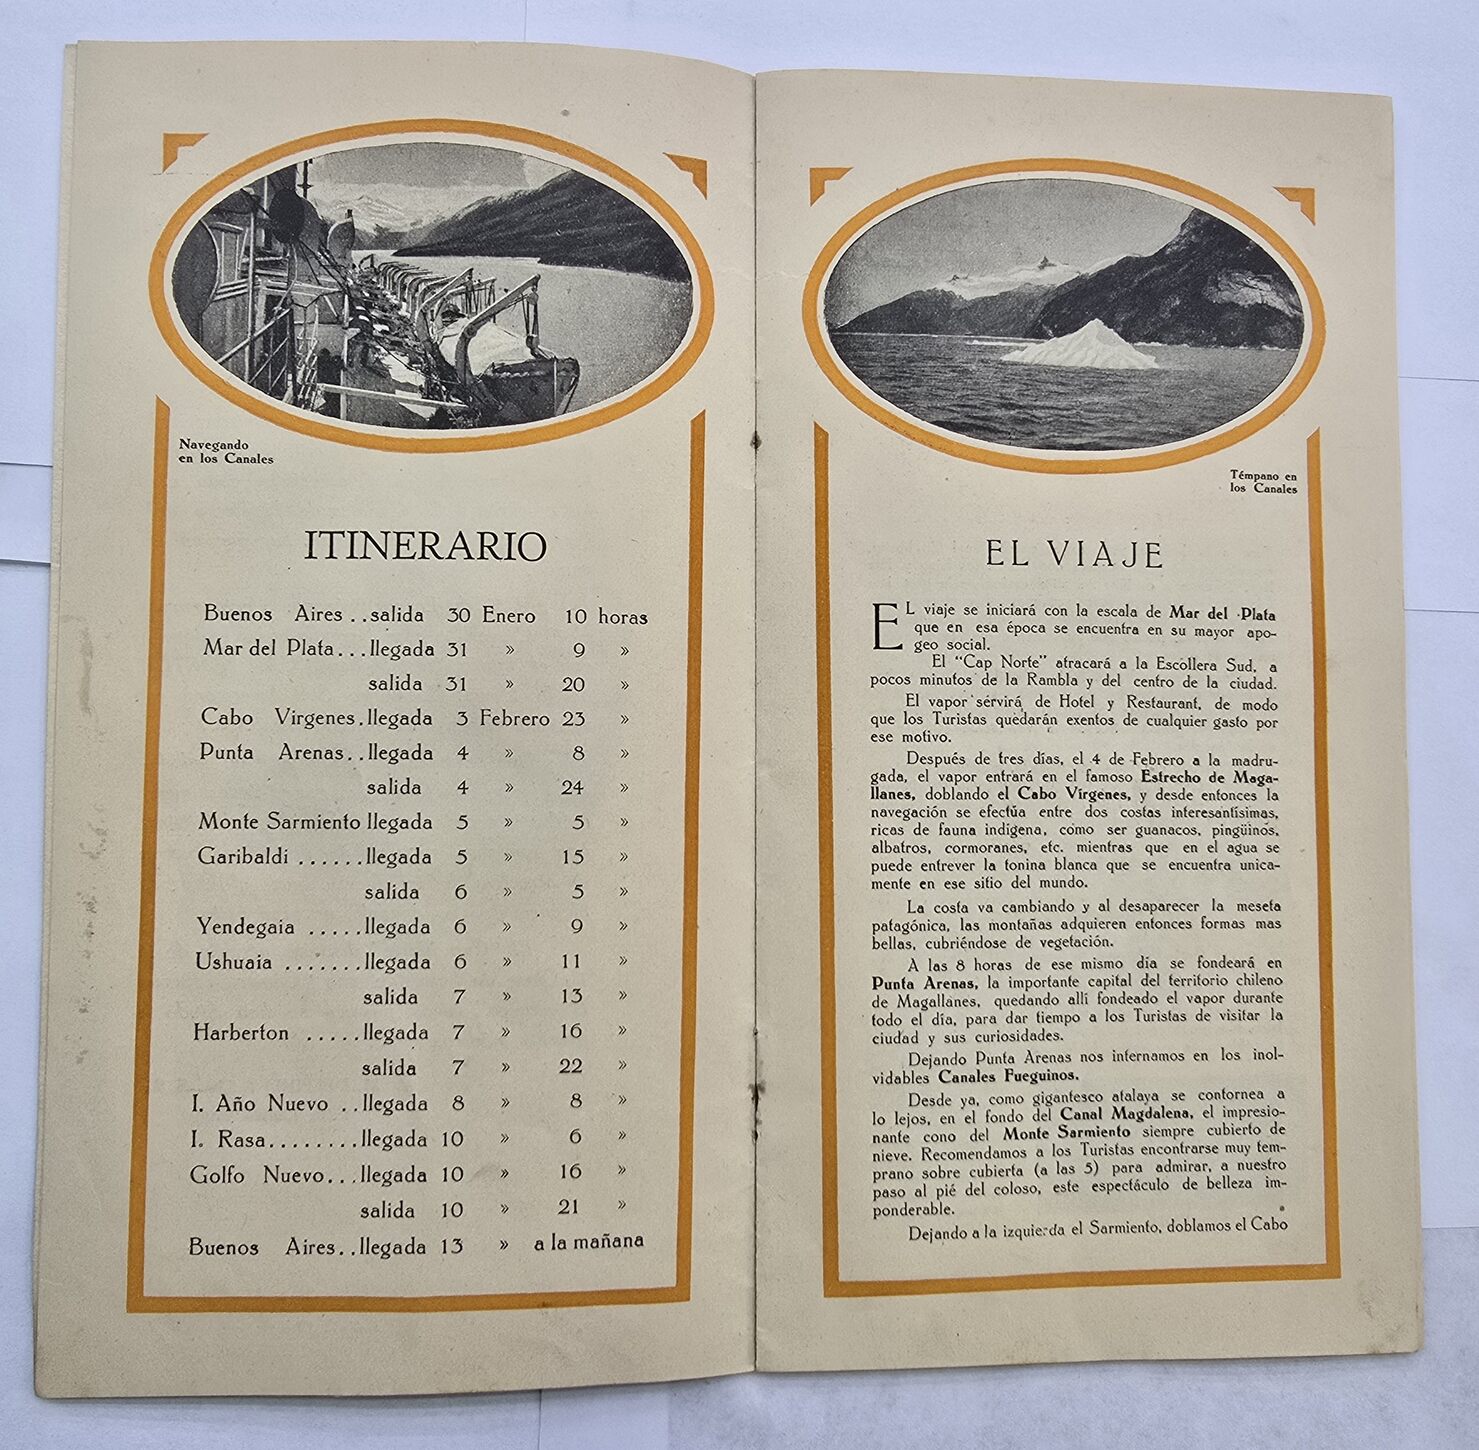 Navegando
en los Canales
ITINERARIO
Buenos Aires .. salida 30 Enero 10 horas
Mar del Plata ... llegada 31 » 9 »
salida 31 » 20 »
Cabo Vírgenes . llegada 3 Febrero 23 »
Punta Arenas .. llegada 4 » 8 »
salida 4 » 24 »
Monte Sarmiento llegada 5 » 5 »
Garibaldi ...... llegada 5 » 15 »
salida 6 » 5 »
Yendegaia ..... llegada 6 » 9 »
Ushuaia ....... llegada 6 » 11 »
salida 7 » 13 »
Harberton ..... llegada 7 » 16 »
salida 7 » 22 »
I. Año Nuevo .. llegada 8 » 8 »
I. Rasa ........ llegada 10 » 6 »
Golfo Nuevo ... llegada 10 » 16 »
salida 10 » 21 »
Buenos Aires .. llegada 13 » a la mañana
Témpano en
los Canales
EL VIAJE
EL viaje se iniciará con la escala de Mar del Plata
que en esa época se encuentra en su mayor apo-
geo social.
El "Cap Norte" atracará a la Escollera Sud, a
pocos minutos de la Rambla y del centro de la ciudad.
El vapor servirá de Hotel y Restaurant, de modo
que los Turistas quedarán exentos de cualquier gasto por
ese motivo.
Después de tres días, el 4 de Febrero a la madru-
gada, el vapor entrará en el famoso Estrecho de Maga-
llanes, doblando el Cabo Vírgenes, y desde entonces la
navegación se efectúa entre dos costas interesantísimas,
ricas de fauna indígena, cómo ser guanacos, pingüinos,
albatros, cormoranes, etc. mientras que en el agua se
puede entrever la tonina blanca que se encuentra unica-
mente en ese sitio del mundo.
La costa va cambiando y al desaparecer la meseta
patagónica, las montañas adquieren entonces formas mas
bellas, cubriéndose de vegetación.
A las 8 horas de ese mismo día se fondeará en
Punta Arenas, la importante capital del territorio chileno
de Magallanes, quedando allí fondeado el vapor durante
todo el día, para dar tiempo a los Turistas de visitar la
ciudad y sus curiosidades.
Dejando Punta Arenas nos internamos en los inol-
vidables Canales Fueguinos.
Desde ya, como gigantesco atalaya se contornea a
lo lejos, en el fondo del Canal Magdalena, el impresio-
nante cono del Monte Sarmiento siempre cubierto de
nieve. Recomendamos a los Turistas encontrarse muy tem-
prano sobre cubierta (a las 5) para admirar, a nuestro
paso al pié del coloso, este espectáculo de belleza im-
ponderable.
Dejando a la izquierda el Sarmiento, doblamos el Cabo